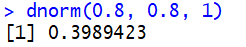 > dnorm(0.8, 0.8, 1)
[1] 0.3989423